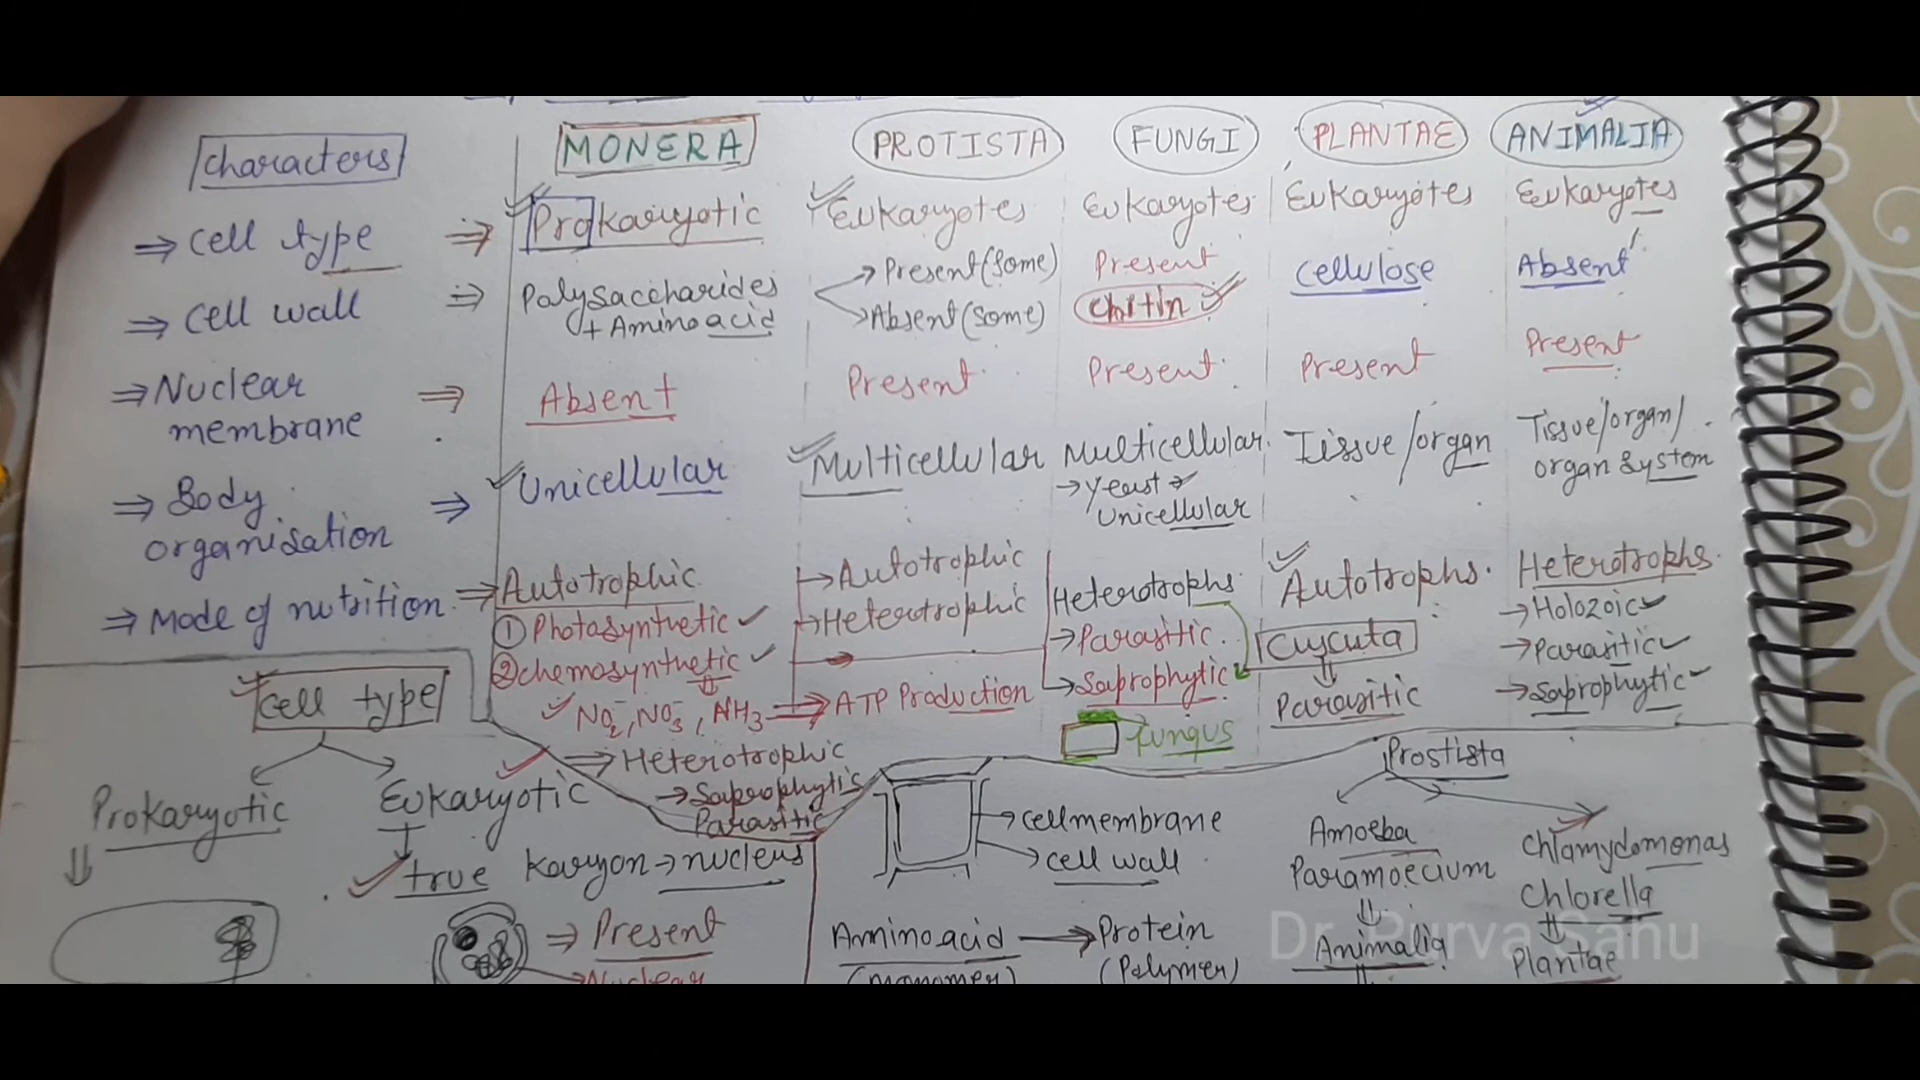 Characters
MONERA
PROTISTA
FUNGI
PLANTAE
ANIMALIA
⇒ Cell type ⇒
Prokaryotic
Eukaryotes
Eukaryotes
Eukaryotes
Eukaryotes
⇒ Cell wall ⇒
Polysaccharides
+ Amino acid
→ Present (Some)
→ Absent (Some)
Present
Chitin
Cellulose
Absent
⇒ Nuclear
membrane ⇒
Absent
Present
Present
Present
Present
⇒ Body
organisation ⇒
Unicellular
Multicellular
Multicellular
→ Yeast →
Unicellular
Tissue/organ
Tissue/organ/
organ System
⇒ Mode of nutrition ⇒
Autotrophic
① Photosynthetic
② Chemosynthetic
NO2-, NO3-, NH3 ⇒ ATP Production
⇒ Heterotrophic
→ Saprophytic
Parasitic
→ Autotrophic
→ Heterotrophic
Heterotrophs
→ Parasitic
→ Saprophytic
fungus
Autotrophs
Cuscuta
Parasitic
Heterotrophs
→ Holozoic
→ Parasitic
→ Saprophytic
Cell type
Prokaryotic
Eukaryotic
true Karyon → nucleus
⇒ Present
Nuclear
→ cell membrane
→ cell wall
Amino acid → Protein
(monomer) (Polymer)
Prostista
Amoeba
Paramoecium
Animalia
Chlamydomonas
Chlorella
Plantae
Dr. Purva Sahu